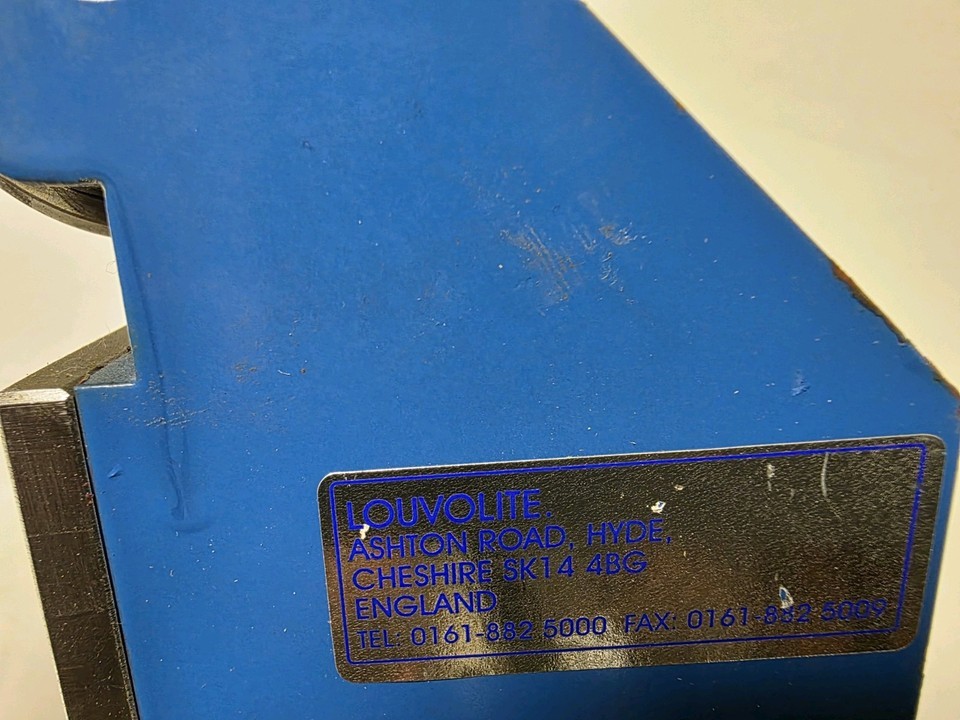 LOUVOLITE.
ASHTON ROAD, HYDE,
CHESHIRE SK14 4BG
ENGLAND
TEL: 0161-882 5000 FAX: 0161-882 5009